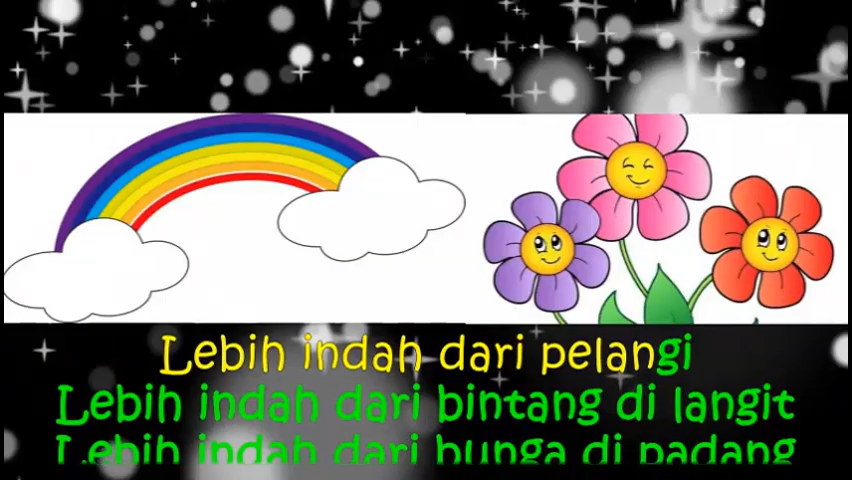 Lebih indah dari pelangi
Lebih indah dari bintang di langit
Lebih indah dari bunga di padang